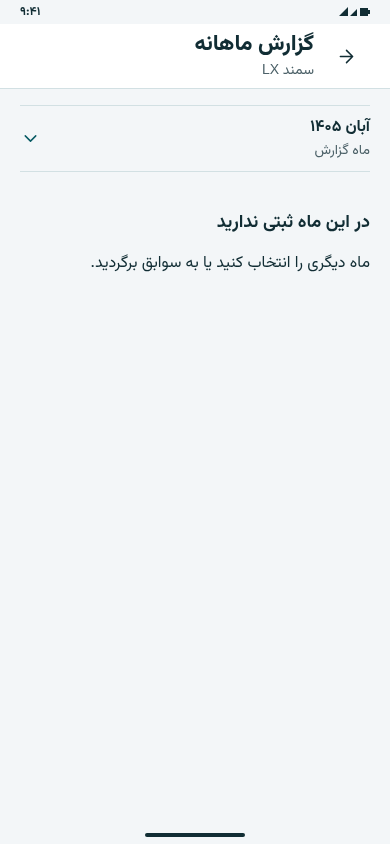 ۹:۴۱
گزارش ماهانه
سمند LX
آبان ۱۴۰۵
ماه گزارش
در این ماه ثبتی ندارید
ماه دیگری را انتخاب کنید یا به سوابق برگردید.